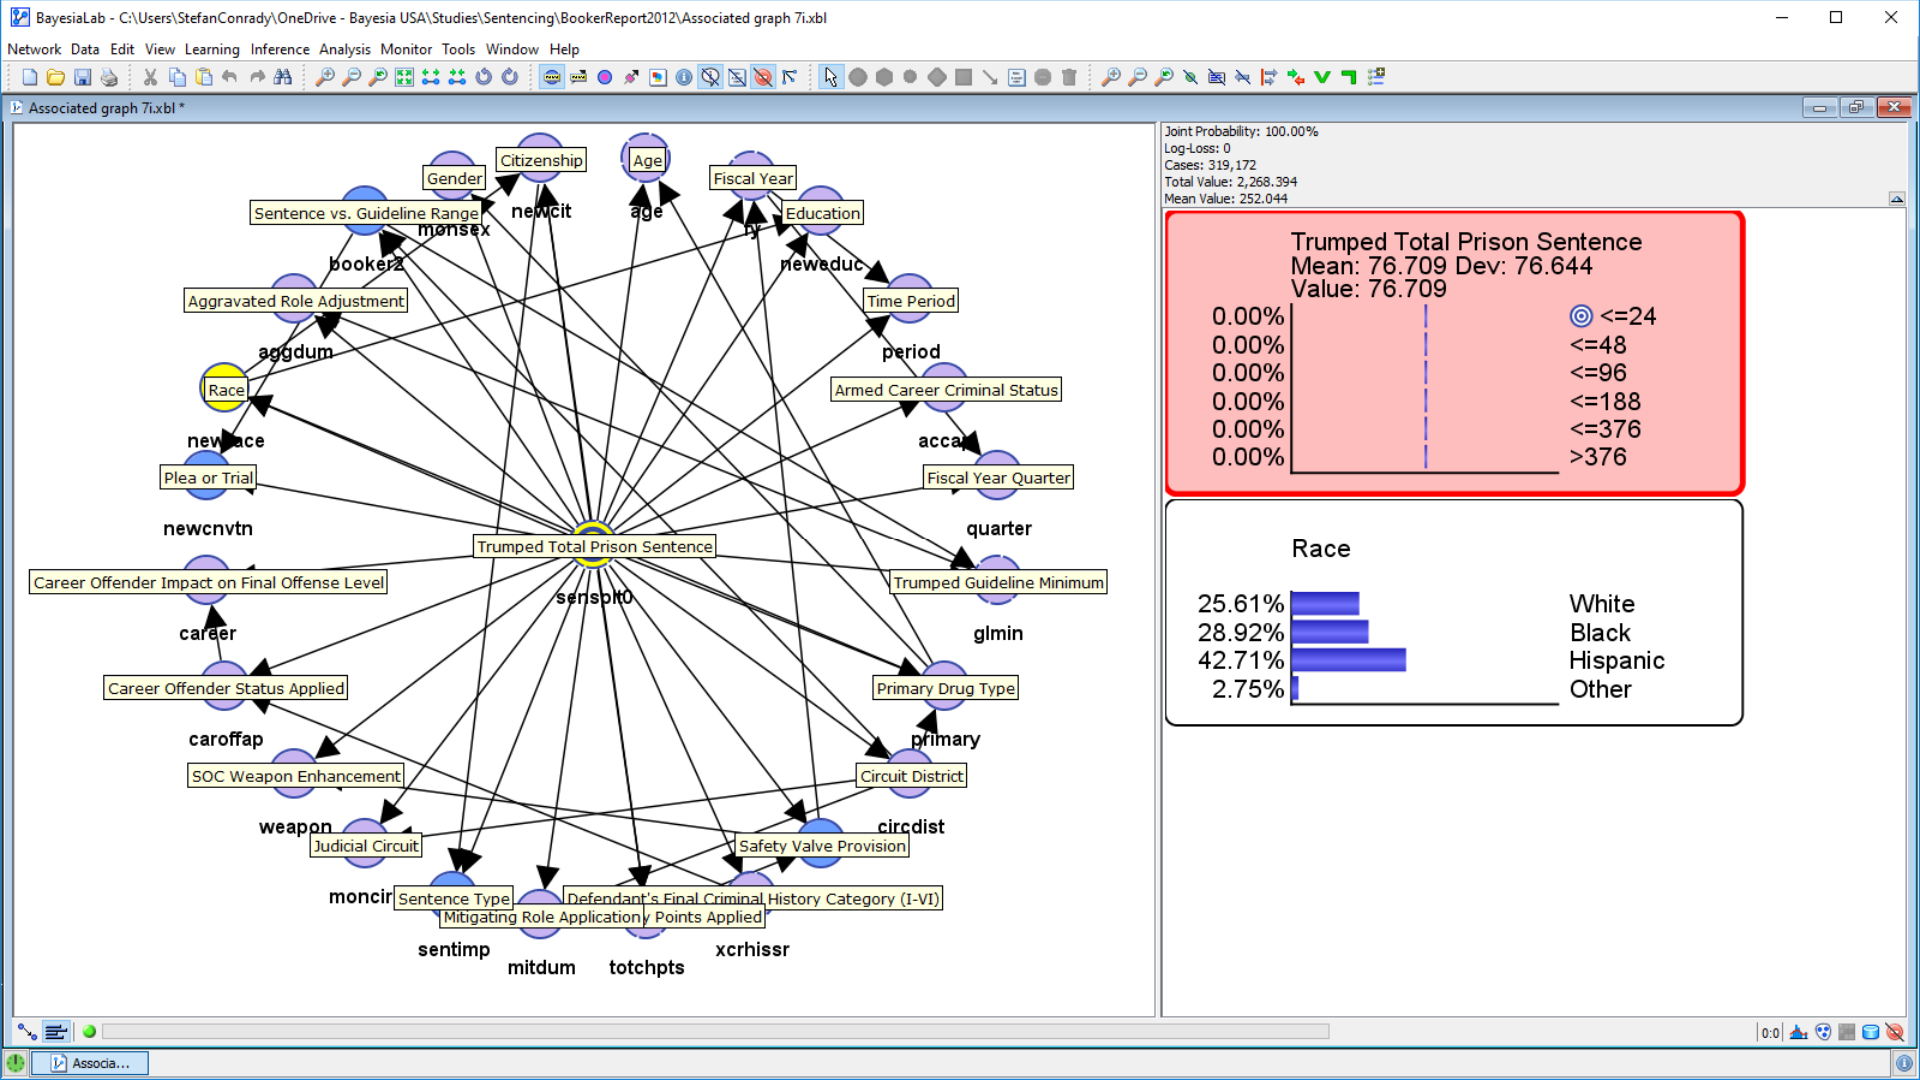 BayesiaLab - C:\Users\StefanConrady\OneDrive - Bayesia USA\Studies\Sentencing\BookerReport2012\Associated graph 7i.xbl
Network Data Edit View Learning Inference Analysis Monitor Tools Window Help
Associated graph 7i.xbl *
Citizenship
newcit
Age
age
Gender
monsex
Fiscal Year
fy
Sentence vs. Guideline Range
booker2
Education
neweduc
Aggravated Role Adjustment
aggdum
Time Period
period
Race
Armed Career Criminal Status
Plea or Trial
newcnvtn
Fiscal Year Quarter
quarter
Trumped Total Prison Sentence
sensplt0
Career Offender Impact on Final Offense Level
career
Trumped Guideline Minimum
glmin
Career Offender Status Applied
caroffap
Primary Drug Type
primary
SOC Weapon Enhancement
weapon
Circuit District
circdist
Judicial Circuit
moncir
Safety Valve Provision
Sentence Type
sentimp
Defendant's Final Criminal History Category (I-VI)
xcrhissr
Mitigating Role Application
mitdum
y Points Applied
totchpts
Joint Probability: 100.00%
Log-Loss: 0
Cases: 319,172
Total Value: 2,268.394
Mean Value: 252.044
Trumped Total Prison Sentence
Mean: 76.709 Dev: 76.644
Value: 76.709
0.00% <=24
0.00% <=48
0.00% <=96
0.00% <=188
0.00% <=376
0.00% >376
Race
25.61% White
28.92% Black
42.71% Hispanic
2.75% Other
0:0
Associa...